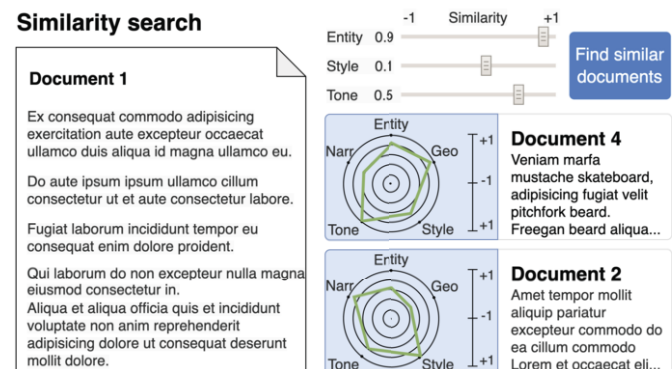 Similarity search
Document 1
Ex consequat commodo adipisicing
exercitation aute excepteur occaecat
ullamco duis aliqua id magna ullamco eu.
Do aute ipsum ipsum ullamco cillum
consectetur ut et aute consectetur labore.
Fugiat laborum incididunt tempor eu
consequat enim dolore proident.
Qui laborum do non excepteur nulla magna
eiusmod consectetur in.
Aliqua et aliqua officia quis et incididunt
voluptate non anim reprehenderit
adipisicing dolore ut consequat deserunt
mollit dolore.
-1 Similarity +1
Entity 0.9
Style 0.1
Tone 0.5
Find similar
documents
Entity
Narr Geo
Tone Style
+1
-1
+1
Document 4
Veniam marfa
mustache skateboard,
adipisicing fugiat velit
pitchfork beard.
Freegan beard aliqua...
Entity
Narr Geo
Tone Style
+1
-1
+1
Document 2
Amet tempor mollit
aliquip pariatur
excepteur commodo do
ea cillum commodo
Lorem et occaecat eli...